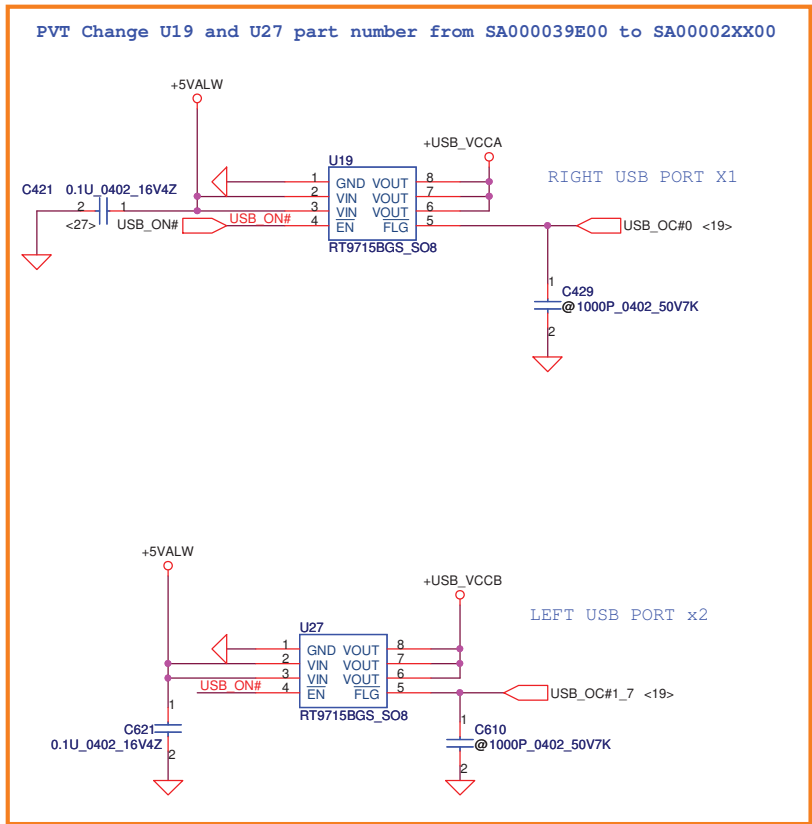 PVT Change U19 and U27 part number from SA000039E00 to SA00002XX00
+5VALW
+USB_VCCA
U19
RIGHT USB PORT X1
C421 0.1U_0402_16V4Z
1 GND VOUT 8
2 VIN VOUT 7
3 VIN VOUT 6
4 EN FLG 5
2 1
<27> USB_ON# USB_ON#
USB_OC#0 <19>
RT9715BGS_SO8
1
C429
@1000P_0402_50V7K
2
+5VALW
+USB_VCCB
LEFT USB PORT x2
U27
1 GND VOUT 8
2 VIN VOUT 7
3 VIN VOUT 6
USB_ON# 4 EN FLG 5
USB_OC#1_7 <19>
RT9715BGS_SO8
1
C621
0.1U_0402_16V4Z
2
1
C610
@1000P_0402_50V7K
2